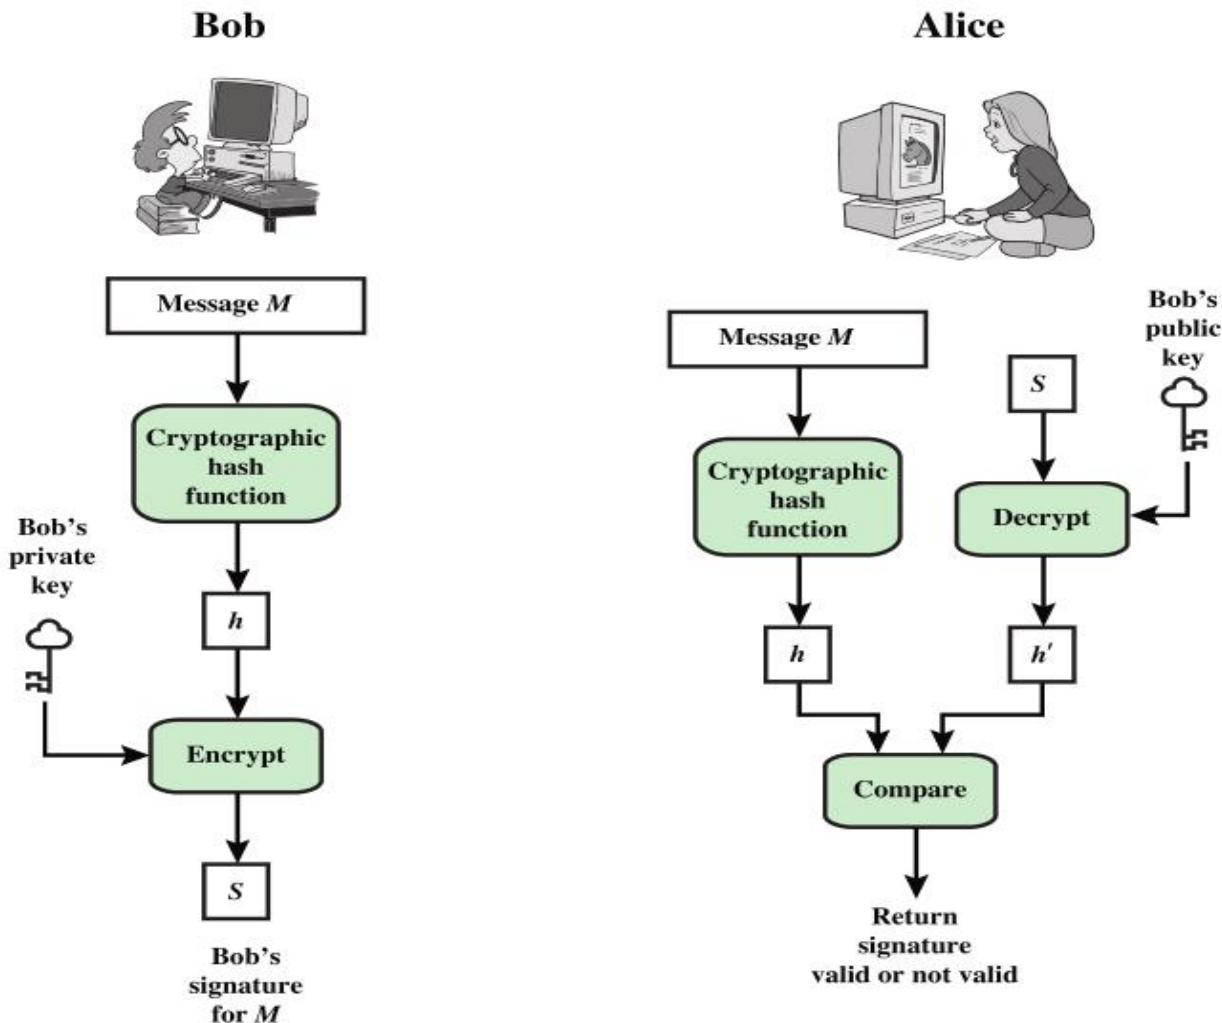 Bob
Message M
Cryptographic
hash
function
Bob's
private
key
h
Encrypt
S
Bob's
signature
for M
Alice
Message M
Bob's
public
key
S
Cryptographic
hash
function
Decrypt
h
h'
Compare
Return
signature
valid or not valid